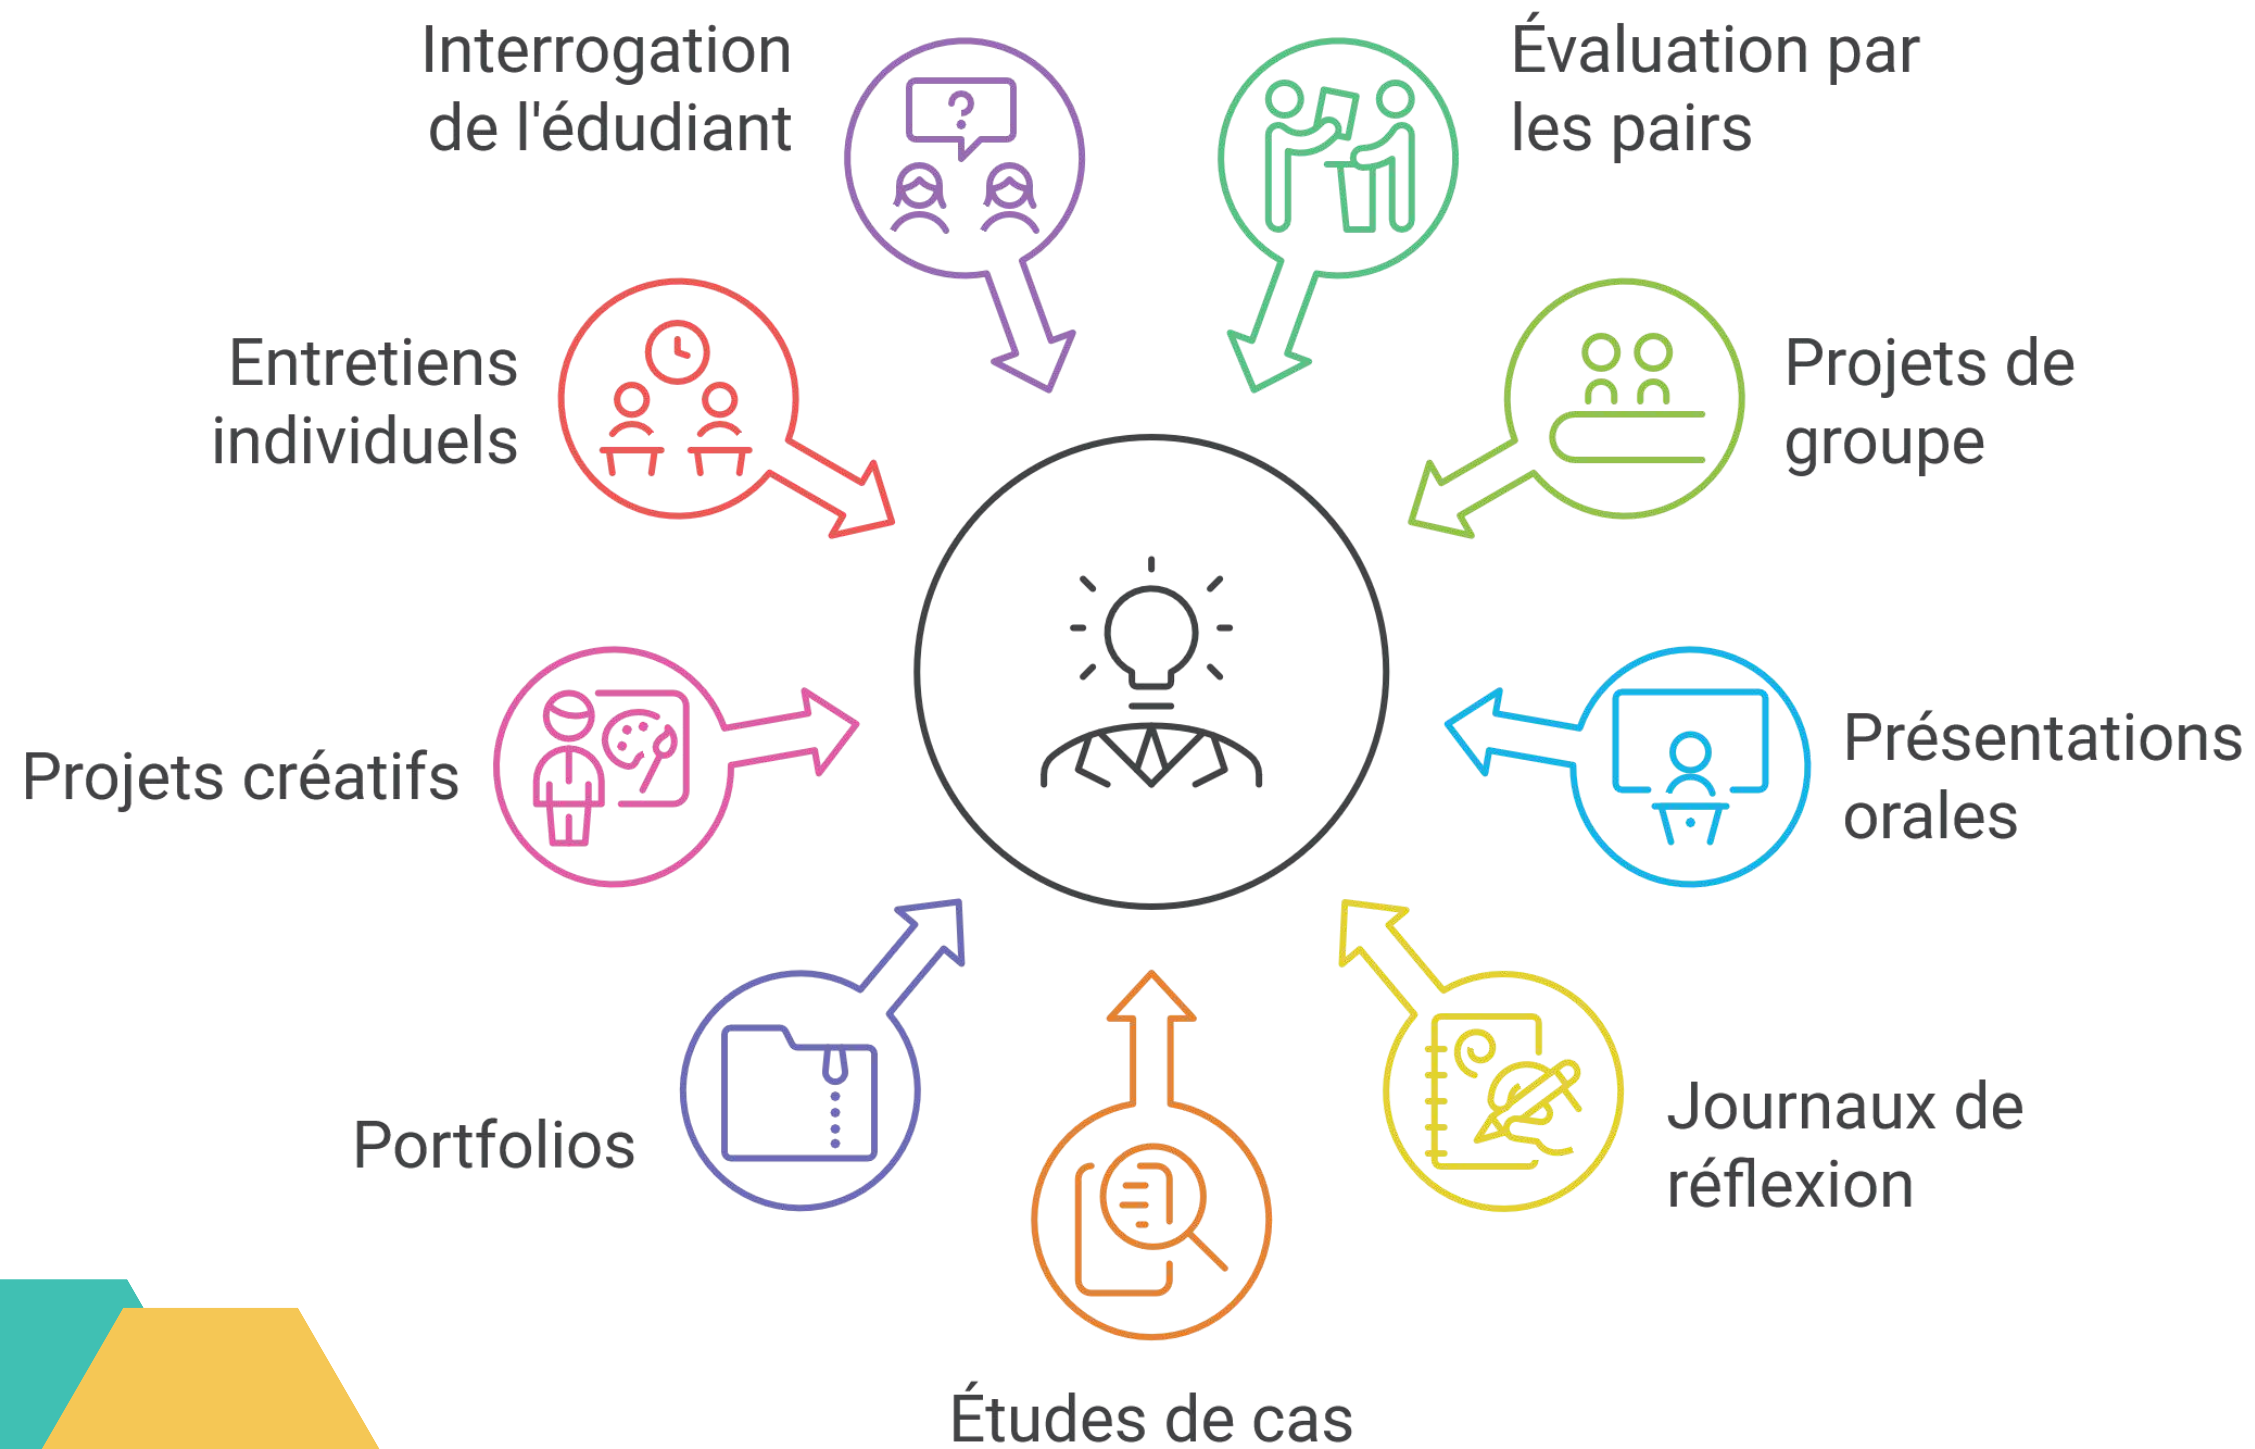 Interrogation
de l'édudiant
Évaluation par
les pairs
Entretiens
individuels
Projets de
groupe
Projets créatifs
Présentations
orales
Portfolios
Journaux de
réflexion
Études de cas